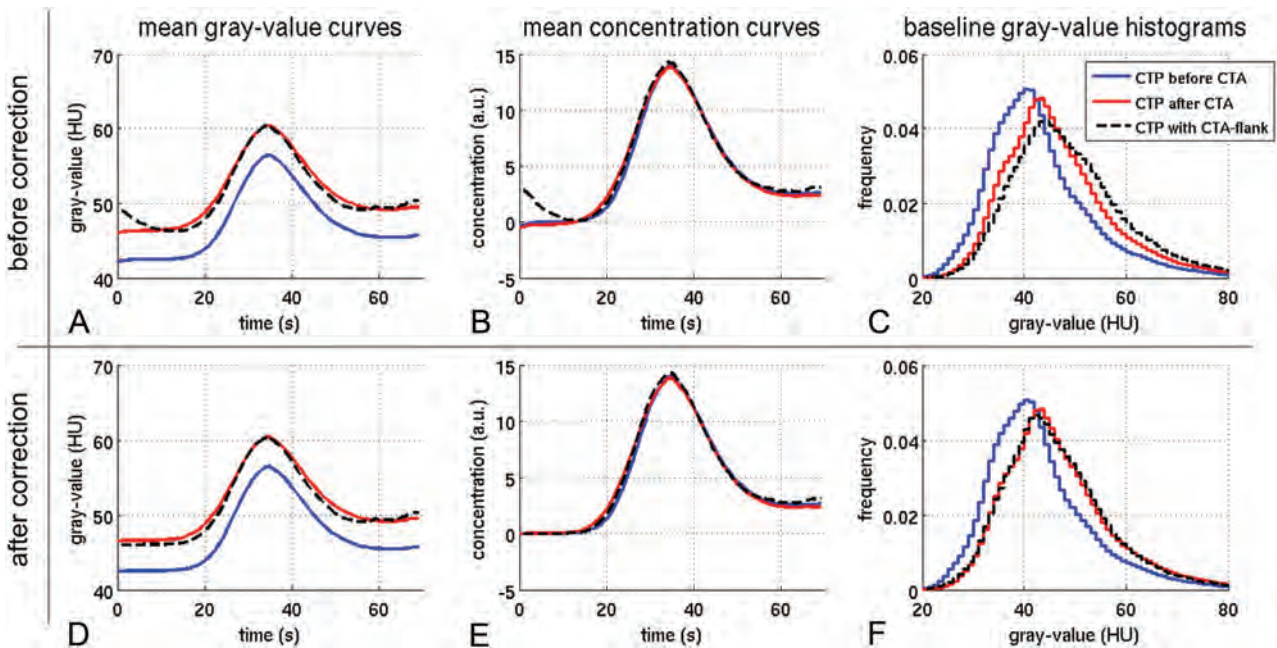 mean gray-value curves
mean concentration curves
baseline gray-value histograms
before correction
gray-value (HU)
70
60
50
40
0
20
40
60
A
time (s)
concentration (a.u.)
15
10
5
0
-5
0
20
40
60
B
time (s)
frequency
0.06
0.04
0.02
0
20
40
60
80
C
gray-value (HU)
CTP before CTA
CTP after CTA
CTP with CTA-flank
after correction
gray-value (HU)
70
60
50
40
0
20
40
60
D
time (s)
concentration (a.u.)
15
10
5
0
-5
0
20
40
60
E
time (s)
frequency
0.06
0.04
0.02
0
20
40
60
80
F
gray-value (HU)